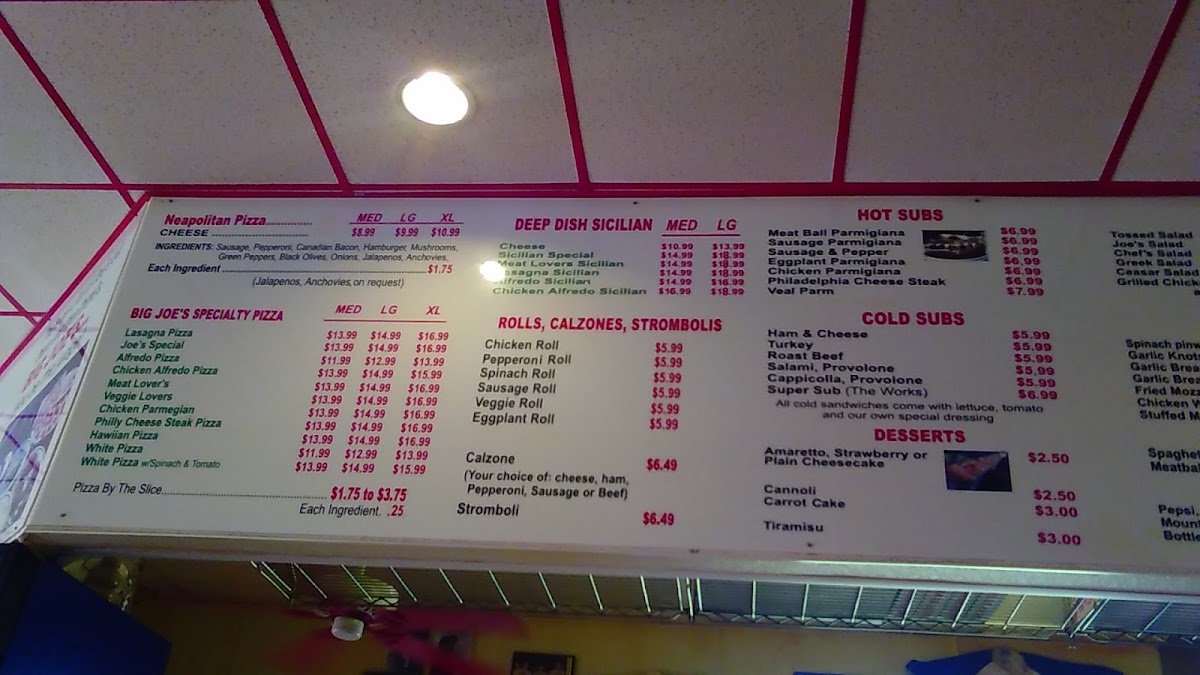 Neapolitan Pizza............... MED LG XL
CHEESE .............................. $8.99 $9.99 $10.99
INGREDIENTS: Sausage, Pepperoni, Canadian Bacon, Hamburger, Mushrooms,
Green Peppers, Black Olives, Onions, Jalapenos, Anchovies,
Each Ingredient ........................................................ $1.75
(Jalapenos, Anchovies, on request)
BIG JOE'S SPECIALTY PIZZA MED LG XL
Lasagna Pizza $13.99 $14.99 $16.99
Joe's Special $13.99 $14.99 $16.99
Alfredo Pizza $11.99 $12.99 $13.99
Chicken Alfredo Pizza $13.99 $14.99 $15.99
Meat Lover's $13.99 $14.99 $16.99
Veggie Lovers $13.99 $14.99 $16.99
Chicken Parmegian $13.99 $14.99 $16.99
Philly Cheese Steak Pizza $13.99 $14.99 $16.99
Hawiian Pizza $13.99 $14.99 $16.99
White Pizza $11.99 $12.99 $13.99
White Pizza w/Spinach & Tomato $13.99 $14.99 $15.99
Pizza By The Slice.................................................. $1.75 to $3.75
Each Ingredient. .25
DEEP DISH SICILIAN MED LG
Cheese $10.99 $13.99
Sicilian Special $14.99 $18.99
Meat Lovers Sicilian $14.99 $18.99
Lasagna Sicilian $14.99 $18.99
Alfredo Sicilian $14.99 $16.99
Chicken Alfredo Sicilian $16.99 $18.99
ROLLS, CALZONES, STROMBOLIS
Chicken Roll $5.99
Pepperoni Roll $5.99
Spinach Roll $5.99
Sausage Roll $5.99
Veggie Roll $5.99
Eggplant Roll $5.99
Calzone $6.49
(Your choice of: cheese, ham,
Pepperoni, Sausage or Beef)
Stromboli $6.49
HOT SUBS
Meat Ball Parmigiana $6.99
Sausage Parmigiana $6.99
Sausage & Pepper $6.99
Eggplant Parmigiana $6.99
Chicken Parmigiana $6.99
Philadelphia Cheese Steak $6.99
Veal Parm $7.99
COLD SUBS
Ham & Cheese $5.99
Turkey $5.99
Roast Beef $5.99
Salami, Provolone $5.99
Cappicolla, Provolone $5.99
Super Sub (The Works) $6.99
All cold sandwiches come with lettuce, tomato
and our own special dressing
DESSERTS
Amaretto, Strawberry or $2.50
Plain Cheesecake
Cannoli $2.50
Carrot Cake $3.00
Tiramisu $3.00
Tossed Salad
Joe's Salad
Chef's Salad
Greek Salad
Ceasar Salad
Grilled Chick
Spinach pinw
Garlic Knot
Garlic Brea
Garlic Bre
Fried Mozz
Chicken W
Stuffed M
Spaghe
Meatba
Pepsi,
Moun
Bottle